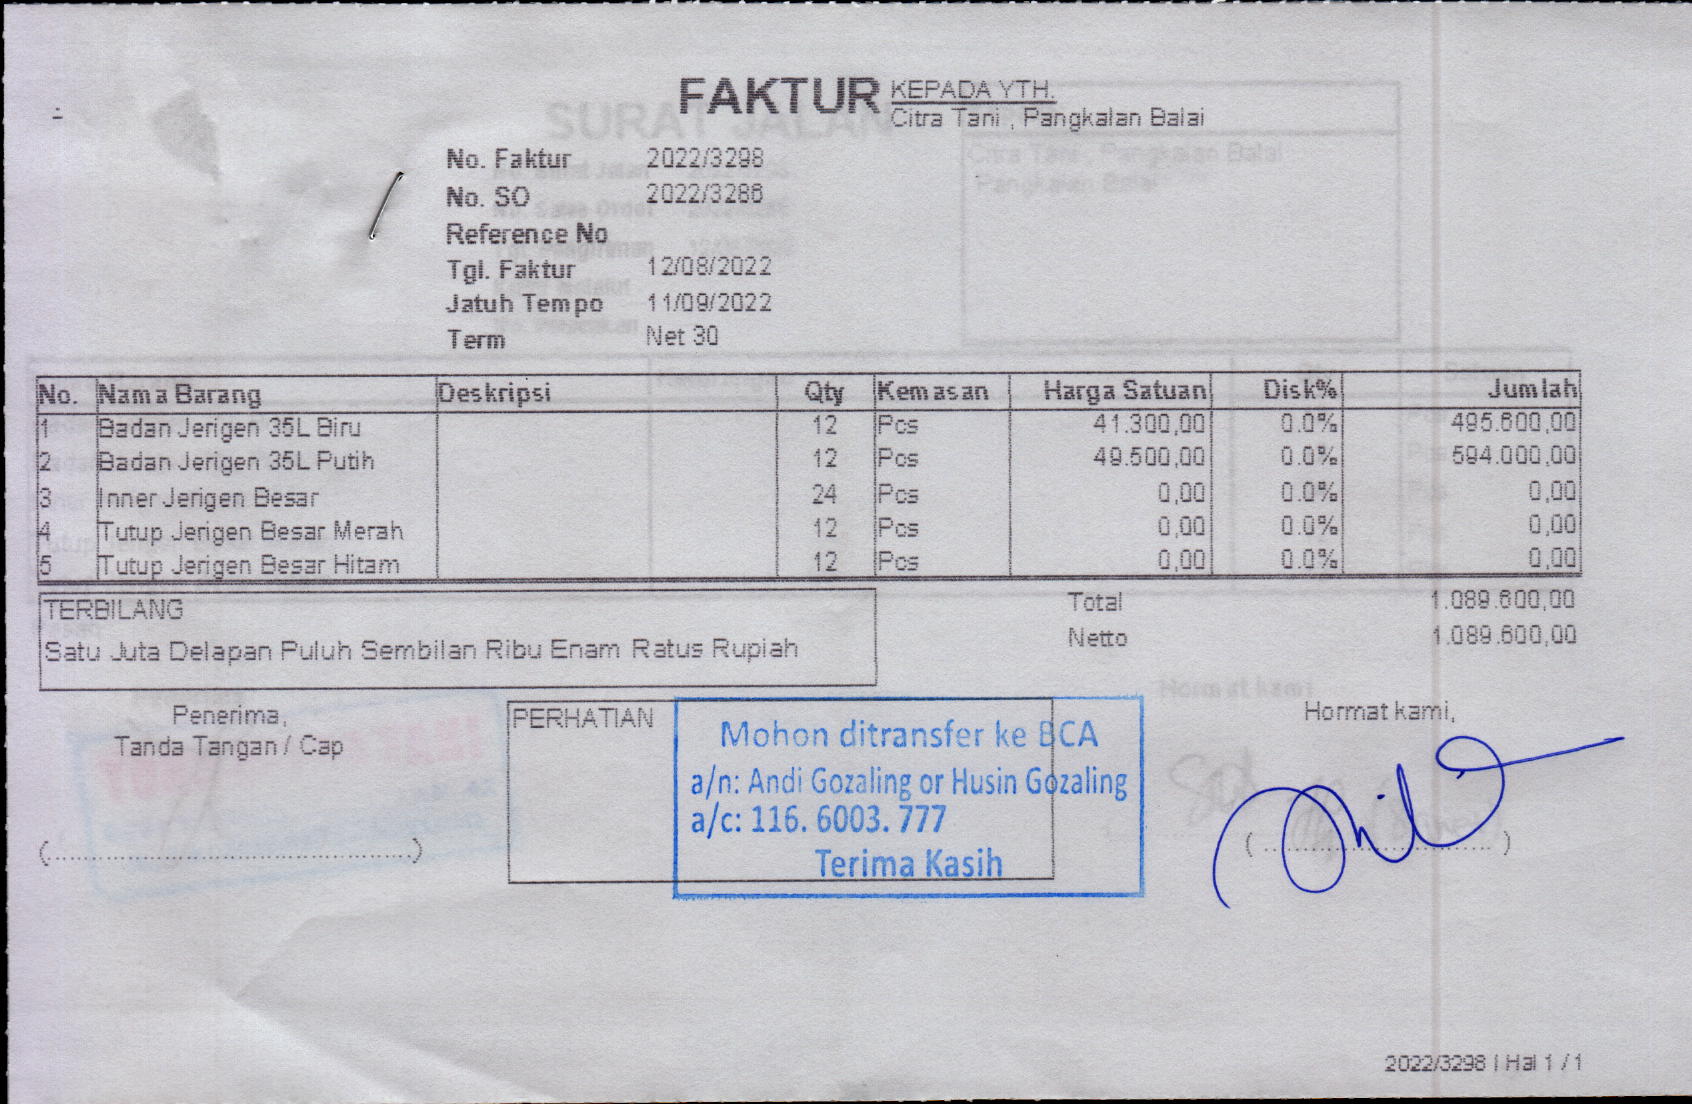 FAKTUR
KEPADA YTH.
Citra Tani , Pangkalan Balai
No. Faktur 2022/3298
No. SO 2022/3286
Reference No
Tgl. Faktur 12/08/2022
Jatuh Tempo 11/09/2022
Term Net 30
No. Nama Barang Deskripsi Qty Kemasan Harga Satuan Disk% Jumlah
1 Badan Jerigen 35L Biru 12 Pcs 41.300,00 0.0% 495.600,00
2 Badan Jerigen 35L Putih 12 Pcs 49.500,00 0.0% 594.000,00
3 Inner Jerigen Besar 24 Pcs 0,00 0.0% 0,00
4 Tutup Jerigen Besar Merah 12 Pcs 0,00 0.0% 0,00
5 Tutup Jerigen Besar Hitam 12 Pcs 0,00 0.0% 0,00
TERBILANG
Satu Juta Delapan Puluh Sembilan Ribu Enam Ratus Rupiah
Total 1.089.600,00
Netto 1.089.600,00
Penerima,
Tanda Tangan / Cap
(......................................................)
PERHATIAN
Mohon ditransfer ke BCA
a/n: Andi Gozaling or Husin Gozaling
a/c: 116. 6003. 777
Terima Kasih
Hormat kami,
( .................................. )
2022/3298 | Hal 1 / 1